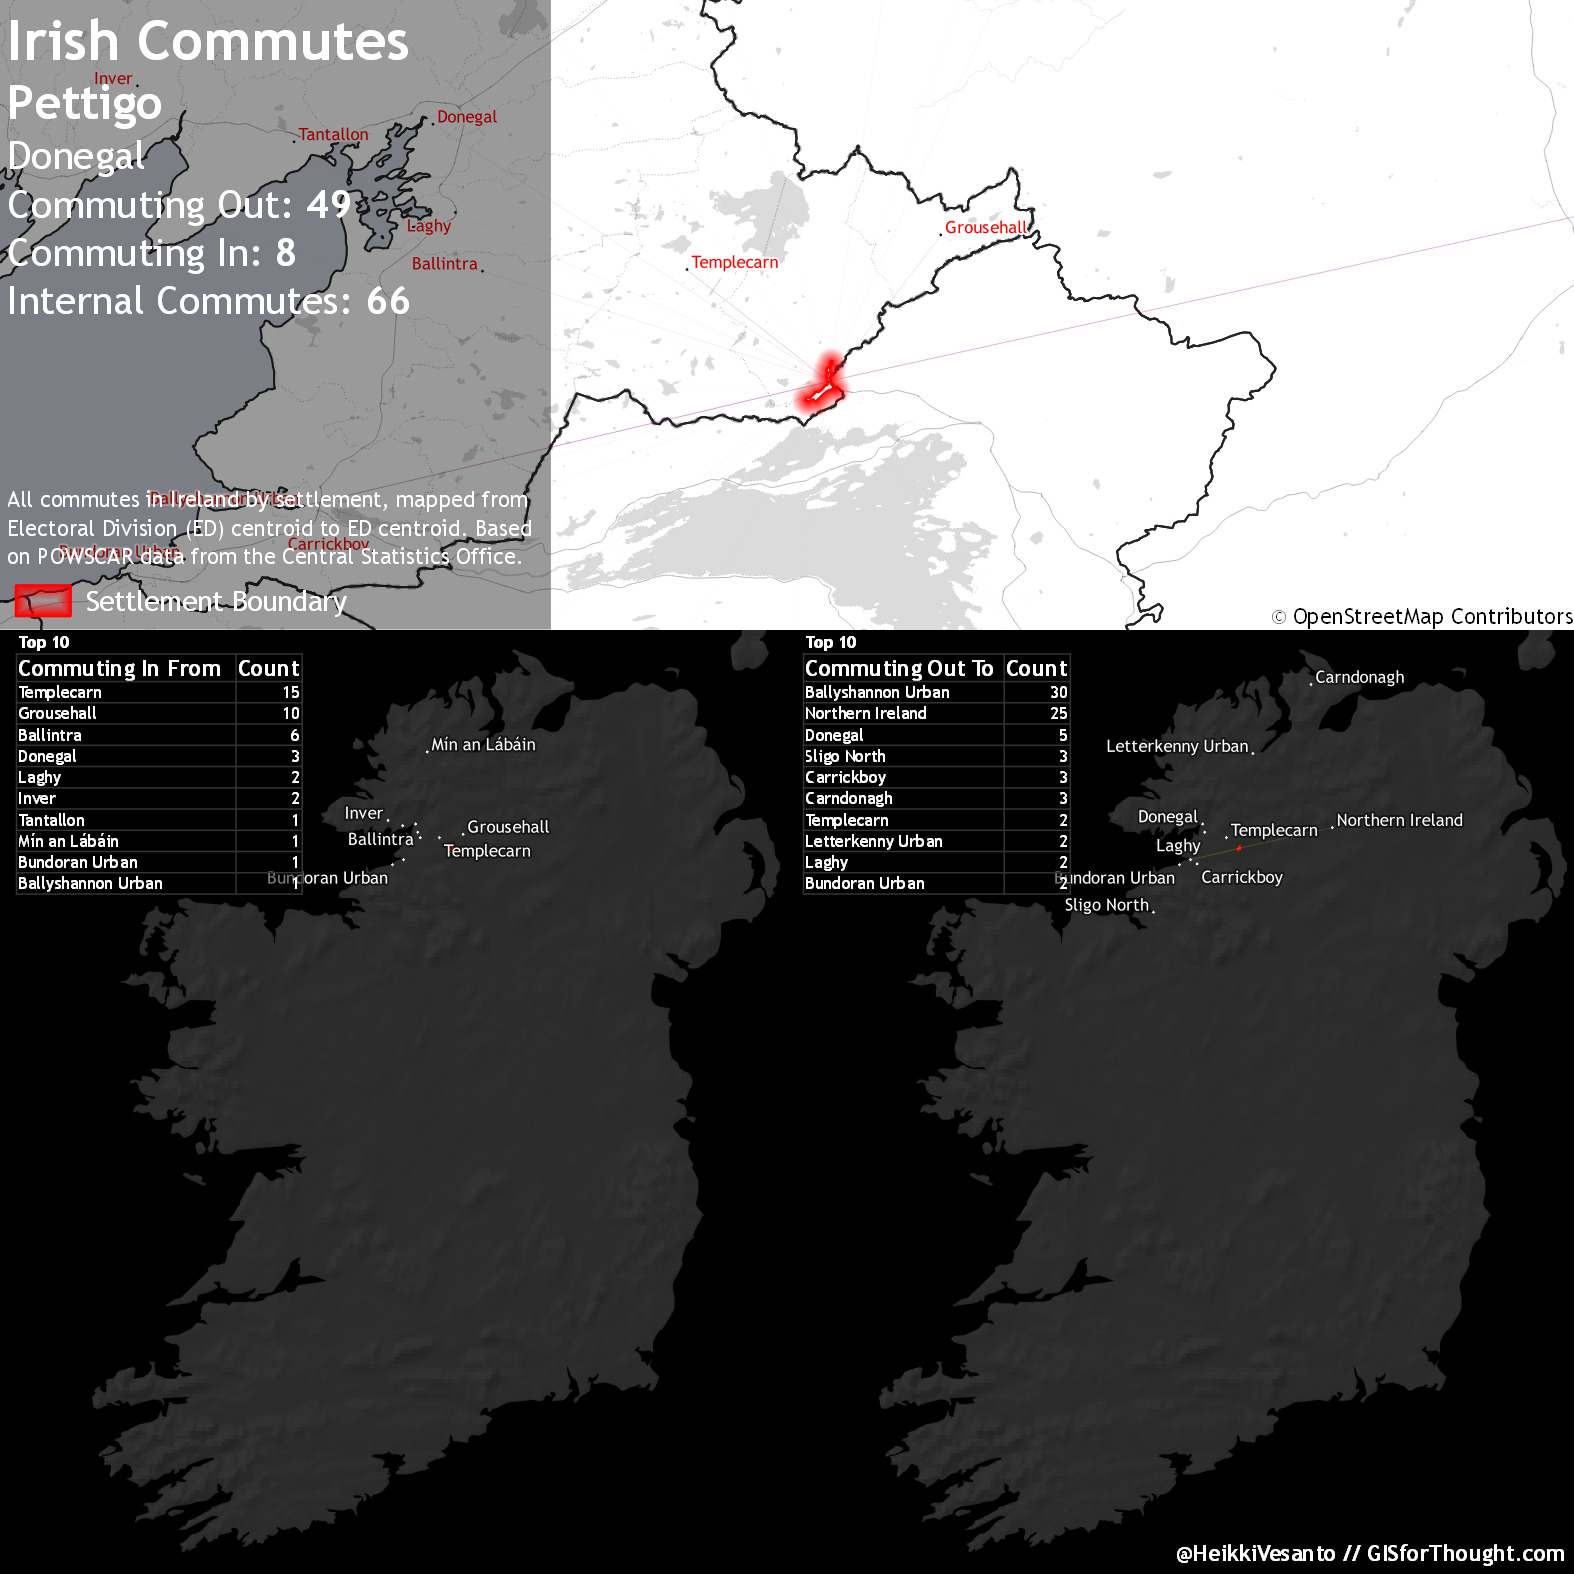 Irish Commutes
Pettigo
Donegal
Commuting Out: 49
Commuting In: 8
Internal Commutes: 66
Inver
Tantallon
Donegal
Laghy
Ballintra
Grousehall
Templecarn
Ballyshannon Urban
Carrickboy
Bundoran Urban
All commutes in Ireland by settlement, mapped from
Electoral Division (ED) centroid to ED centroid. Based
on POWSCAR data from the Central Statistics Office.
Settlement Boundary
© OpenStreetMap Contributors
Top 10
Commuting In From Count
Templecarn 15
Grousehall 10
Ballintra 6
Donegal 3
Laghy 2
Inver 2
Tantallon 1
Mín an Lábáin 1
Bundoran Urban 1
Ballyshannon Urban 1
Mín an Lábáin
Inver
Grousehall
Ballintra
Templecarn
Bundoran Urban
Top 10
Commuting Out To Count
Ballyshannon Urban 30
Northern Ireland 25
Donegal 5
Sligo North 3
Carrickboy 3
Carndonagh 3
Templecarn 2
Letterkenny Urban 2
Laghy 2
Bundoran Urban 2
Carndonagh
Letterkenny Urban
Donegal
Northern Ireland
Templecarn
Laghy
Bundoran Urban
Carrickboy
Sligo North
@HeikkiVesanto // GISforThought.com